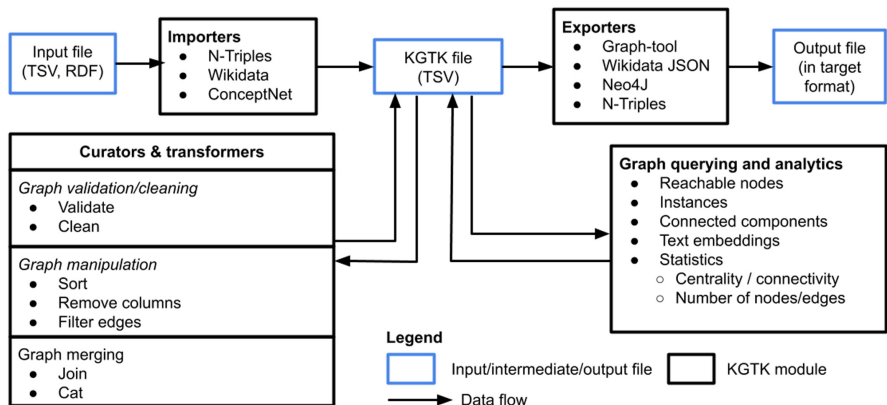 Input file
(TSV, RDF)
Importers
● N-Triples
● Wikidata
● ConceptNet
KGTK file
(TSV)
Exporters
● Graph-tool
● Wikidata JSON
● Neo4J
● N-Triples
Output file
(in target
format)
Curators & transformers
Graph validation/cleaning
● Validate
● Clean
Graph manipulation
● Sort
● Remove columns
● Filter edges
Graph merging
● Join
● Cat
Graph querying and analytics
● Reachable nodes
● Instances
● Connected components
● Text embeddings
● Statistics
○ Centrality / connectivity
○ Number of nodes/edges
Legend
Input/intermediate/output file
KGTK module
Data flow